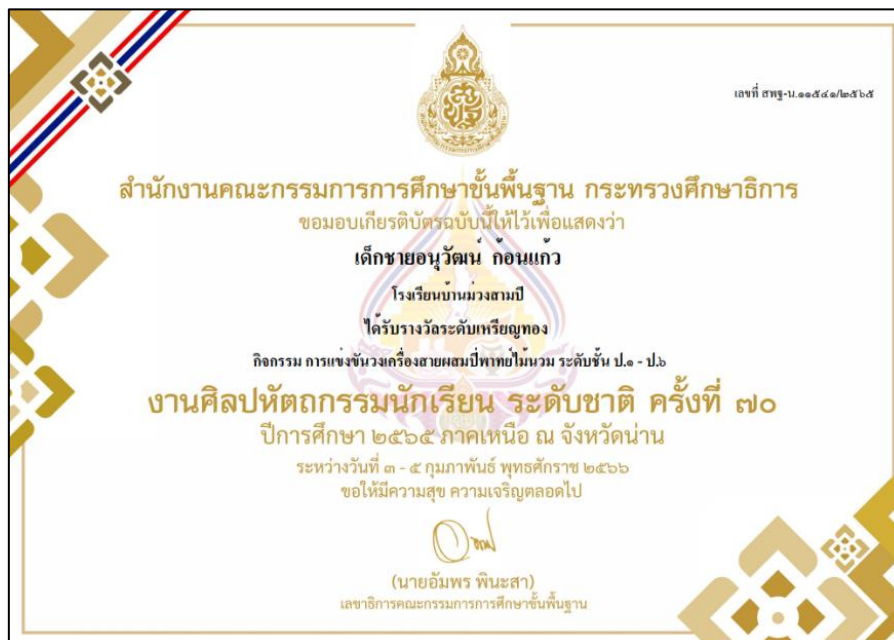 เลขที่ สพฐ-น.๑๑๕๔๑/๒๕๖๕
สำนักงานคณะกรรมการการศึกษาขั้นพื้นฐาน กระทรวงศึกษาธิการ
ขอมอบเกียรติบัตรฉบับนี้ให้ไว้เพื่อแสดงว่า
เด็กชายอนุวัฒน์ ก้อนแก้ว
โรงเรียนบ้านม่วงสามปี
ได้รับรางวัลระดับเหรียญทอง
กิจกรรม การแข่งขันวงเครื่องสายผสมปี่พาทย์ไม้นวม ระดับชั้น ป.๑ - ป.๖
งานศิลปหัตถกรรมนักเรียน ระดับชาติ ครั้งที่ ๗๐
ปีการศึกษา ๒๕๖๕ ภาคเหนือ ณ จังหวัดน่าน
ระหว่างวันที่ ๓ - ๕ กุมภาพันธ์ พุทธศักราช ๒๕๖๖
ขอให้มีความสุข ความเจริญตลอดไป
(นายอัมพร พินะสา)
เลขาธิการคณะกรรมการการศึกษาขั้นพื้นฐาน